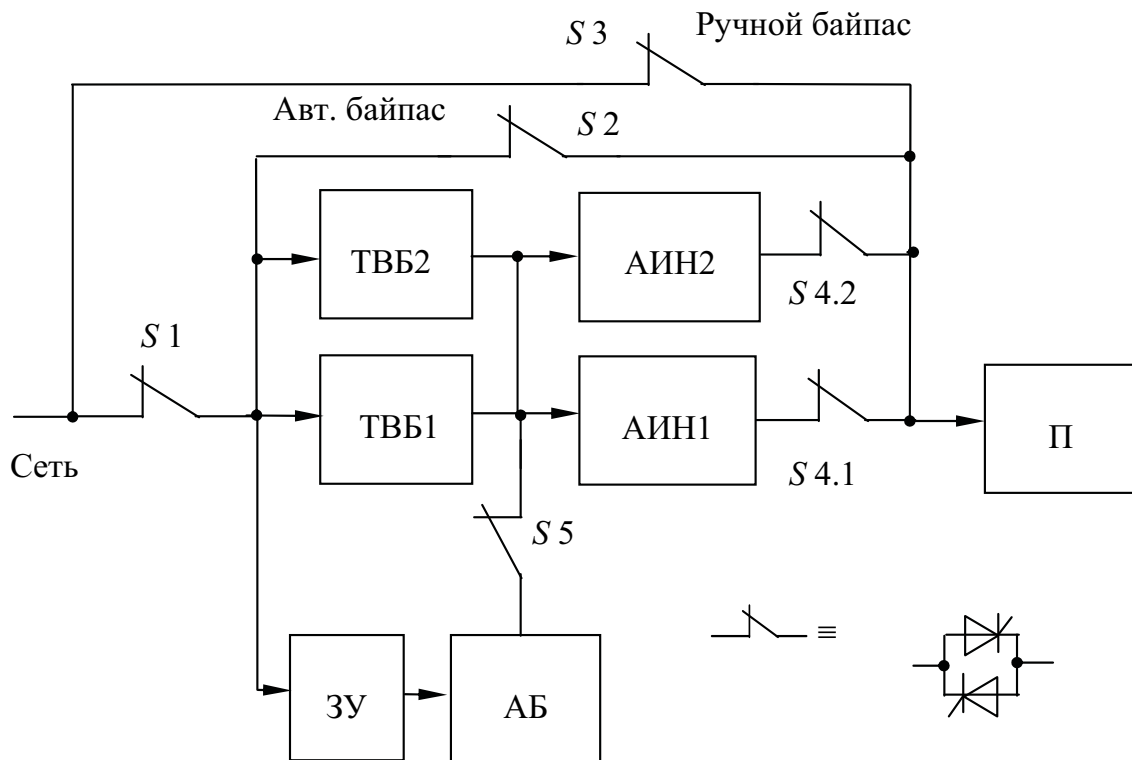 S 3
Ручной байпас
Авт. байпас
S 2
ТВБ2
АИН2
S 4.2
S 1
ТВБ1
АИН1
П
Сеть
S 4.1
S 5
≡
ЗУ
АБ